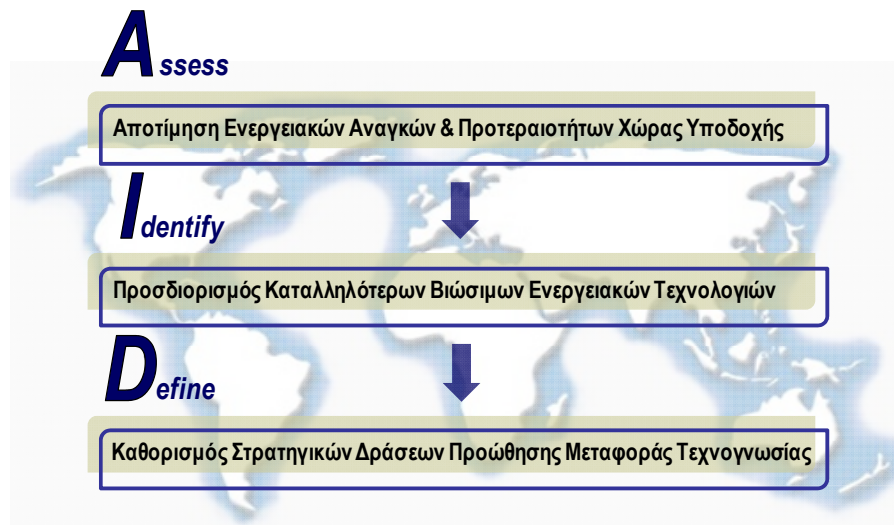 Assess
Αποτίμηση Ενεργειακών Αναγκών & Προτεραιοτήτων Χώρας Υποδοχής
Identify
Προσδιορισμός Καταλληλότερων Βιώσιμων Ενεργειακών Τεχνολογιών
Define
Καθορισμός Στρατηγικών Δράσεων Προώθησης Μεταφοράς Τεχνογνωσίας